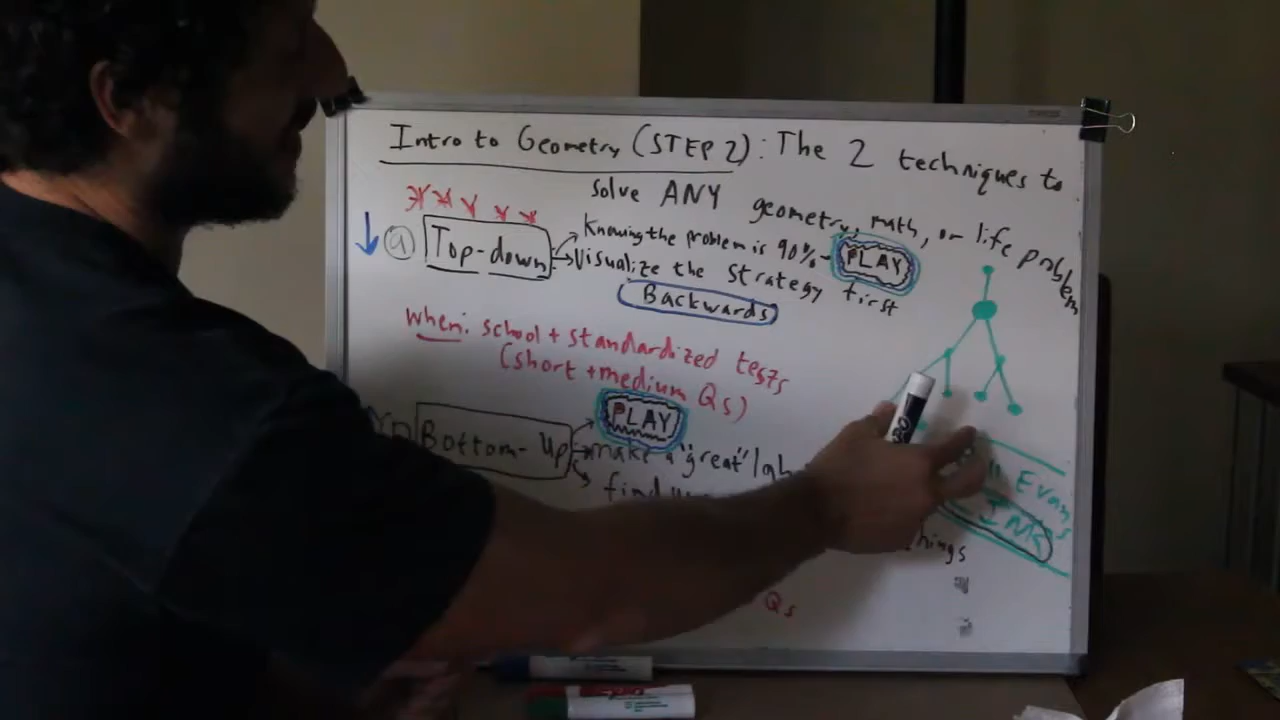 Intro to Geometry (STEP 2): The 2 techniques to
solve ANY geometry, math, or life problem
a Top-down
Knowing the problem is 90%
PLAY
Visualize the strategy first
Backwards
when: school + standardized tests
(short + medium Qs)
PLAY
Bottom-Up
make a "great"
find
Evans
IMS
things
Qs